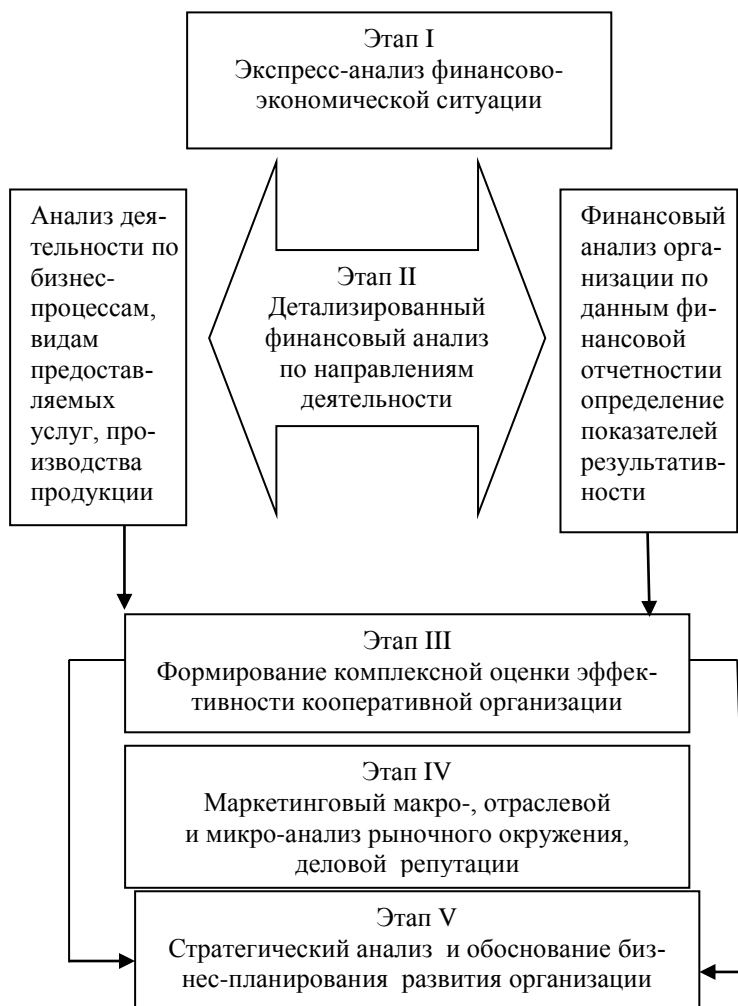 Этап I
Экспресс-анализ финансово-
экономической ситуации
Анализ дея-
тельности по
бизнес-
процессам,
видам
предостав-
ляемых
услуг, про-
изводства
продукции
Этап II
Детализированный
финансовый анализ
по направлениям
деятельности
Финансовый
анализ орга-
низации по
данным фи-
нансовой
отчетностии
определение
показателей
результатив-
ности
Этап III
Формирование комплексной оценки эффек-
тивности кооперативной организации
Этап IV
Маркетинговый макро-, отраслевой
и микро-анализ рыночного окружения,
деловой репутации
Этап V
Стратегический анализ и обоснование биз-
нес-планирования развития организации